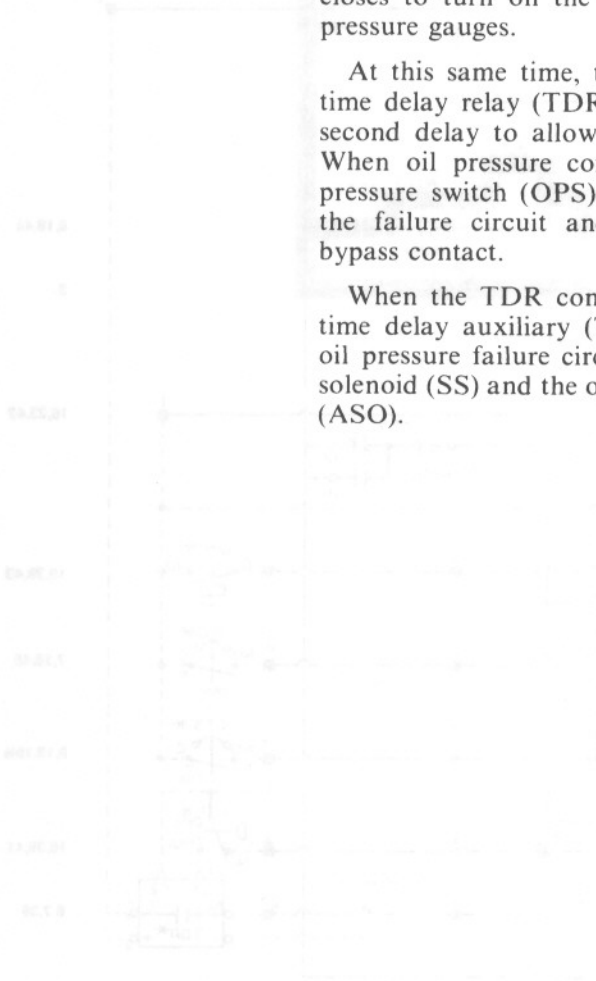 closes to turn on the
pressure gauges.
At this same time,
time delay relay (TDR
second delay to allow
When oil pressure co
pressure switch (OPS)
the failure circuit an
bypass contact.
When the TDR con
time delay auxiliary (
oil pressure failure cir
solenoid (SS) and the o
(ASO).